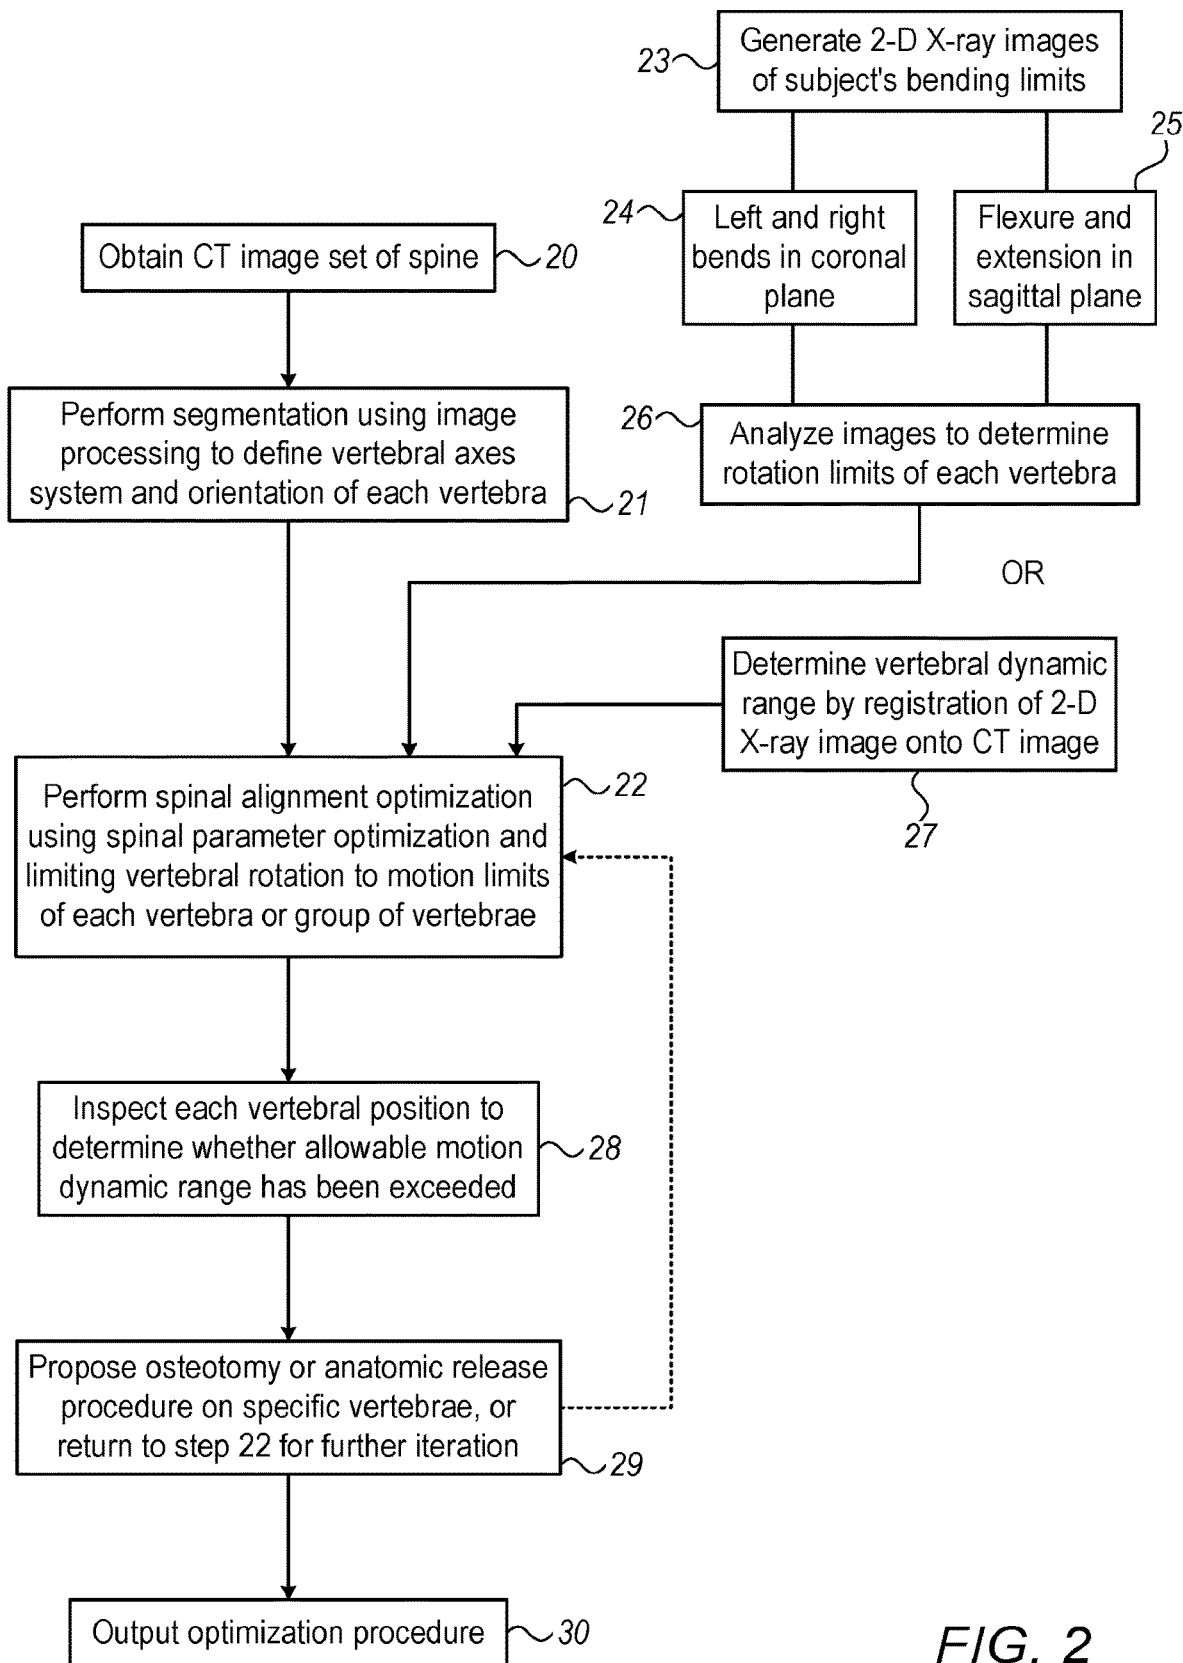 Generate 2-D X-ray images
of subject's bending limits
23
25
24
Left and right
bends in coronal
plane
Flexure and
extension in
sagittal plane
Obtain CT image set of spine
20
Perform segmentation using image
processing to define vertebral axes
system and orientation of each vertebra
21
26
Analyze images to determine
rotation limits of each vertebra
OR
Determine vertebral dynamic
range by registration of 2-D
X-ray image onto CT image
27
Perform spinal alignment optimization
using spinal parameter optimization and
limiting vertebral rotation to motion limits
of each vertebra or group of vertebrae
22
Inspect each vertebral position to
determine whether allowable motion
dynamic range has been exceeded
28
Propose osteotomy or anatomic release
procedure on specific vertebrae, or
return to step 22 for further iteration
29
Output optimization procedure
30
FIG. 2